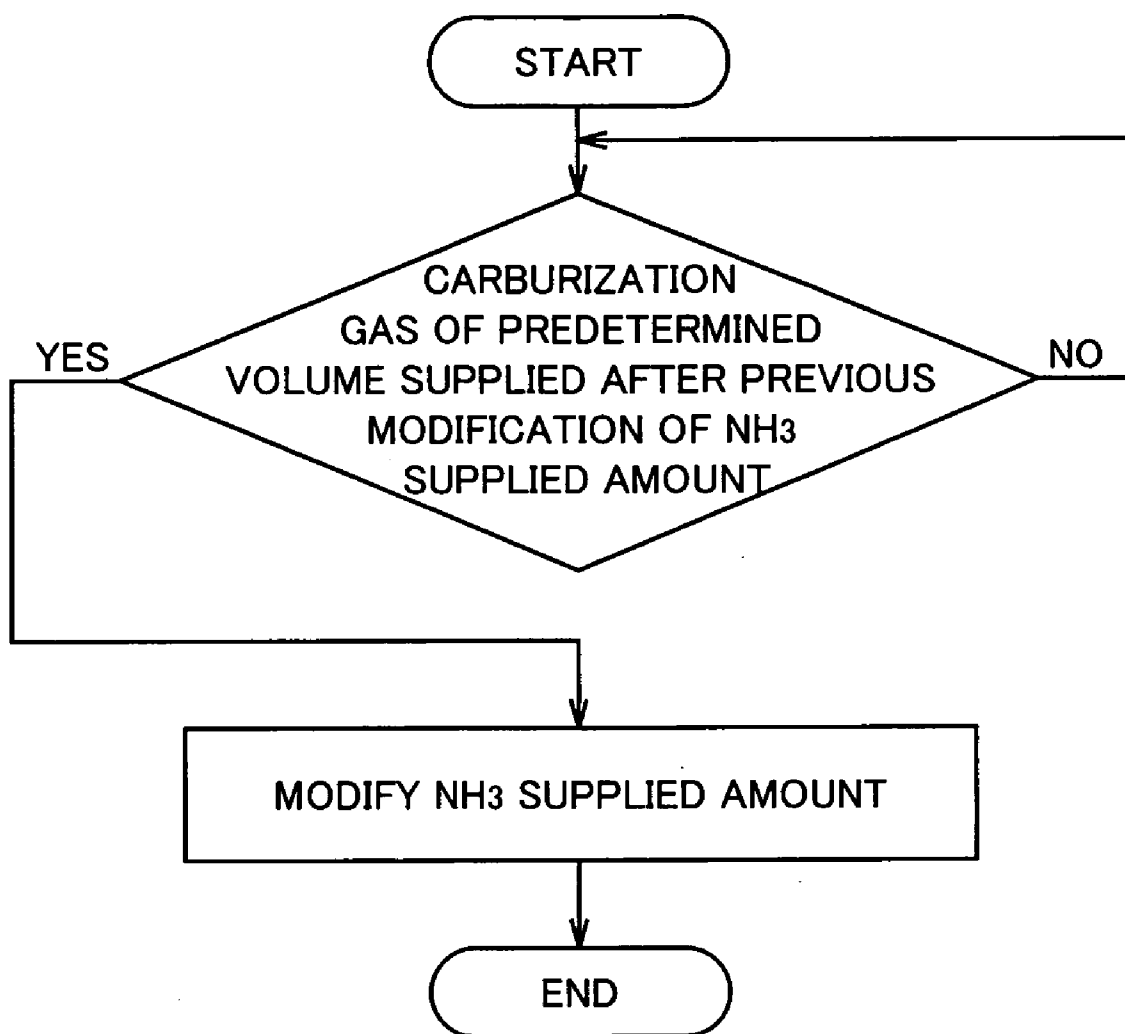 START
CARBURIZATION
GAS OF PREDETERMINED
YES
NO
VOLUME SUPPLIED AFTER PREVIOUS
MODIFICATION OF NH3
SUPPLIED AMOUNT
MODIFY NH3 SUPPLIED AMOUNT
END